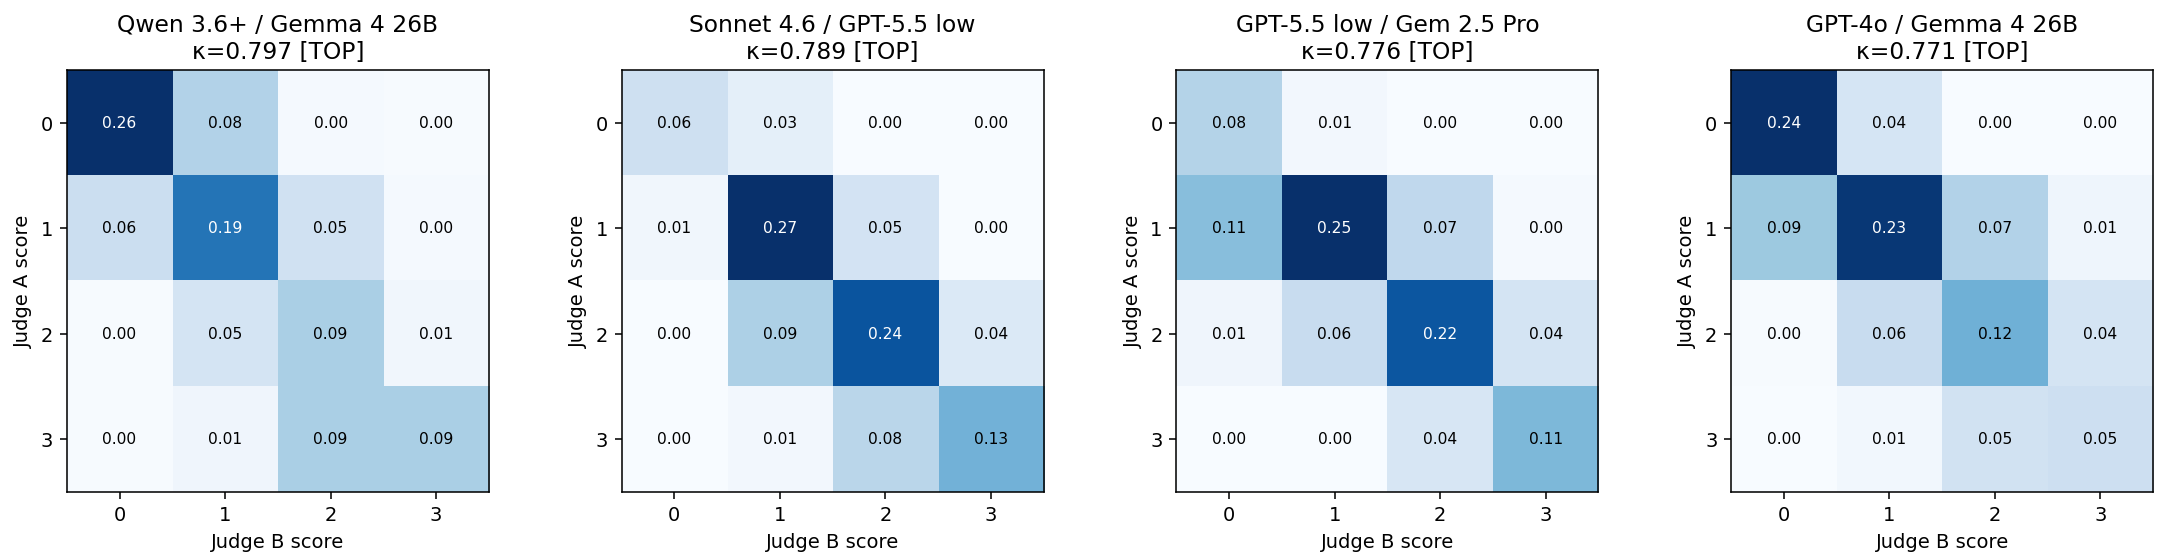 Qwen 3.6+ / Gemma 4 26B
κ=0.797 [TOP]
0.26 0.08 0.00 0.00
0.06 0.19 0.05 0.00
0.00 0.05 0.09 0.01
0.00 0.01 0.09 0.09
0
1
2
3
Judge A score
0 1 2 3
Judge B score
Sonnet 4.6 / GPT-5.5 low
κ=0.789 [TOP]
0.06 0.03 0.00 0.00
0.01 0.27 0.05 0.00
0.00 0.09 0.24 0.04
0.00 0.01 0.08 0.13
0
1
2
3
Judge A score
0 1 2 3
Judge B score
GPT-5.5 low / Gem 2.5 Pro
κ=0.776 [TOP]
0.08 0.01 0.00 0.00
0.11 0.25 0.07 0.00
0.01 0.06 0.22 0.04
0.00 0.00 0.04 0.11
0
1
2
3
Judge A score
0 1 2 3
Judge B score
GPT-4o / Gemma 4 26B
κ=0.771 [TOP]
0.24 0.04 0.00 0.00
0.09 0.23 0.07 0.01
0.00 0.06 0.12 0.04
0.00 0.01 0.05 0.05
0
1
2
3
Judge A score
0 1 2 3
Judge B score